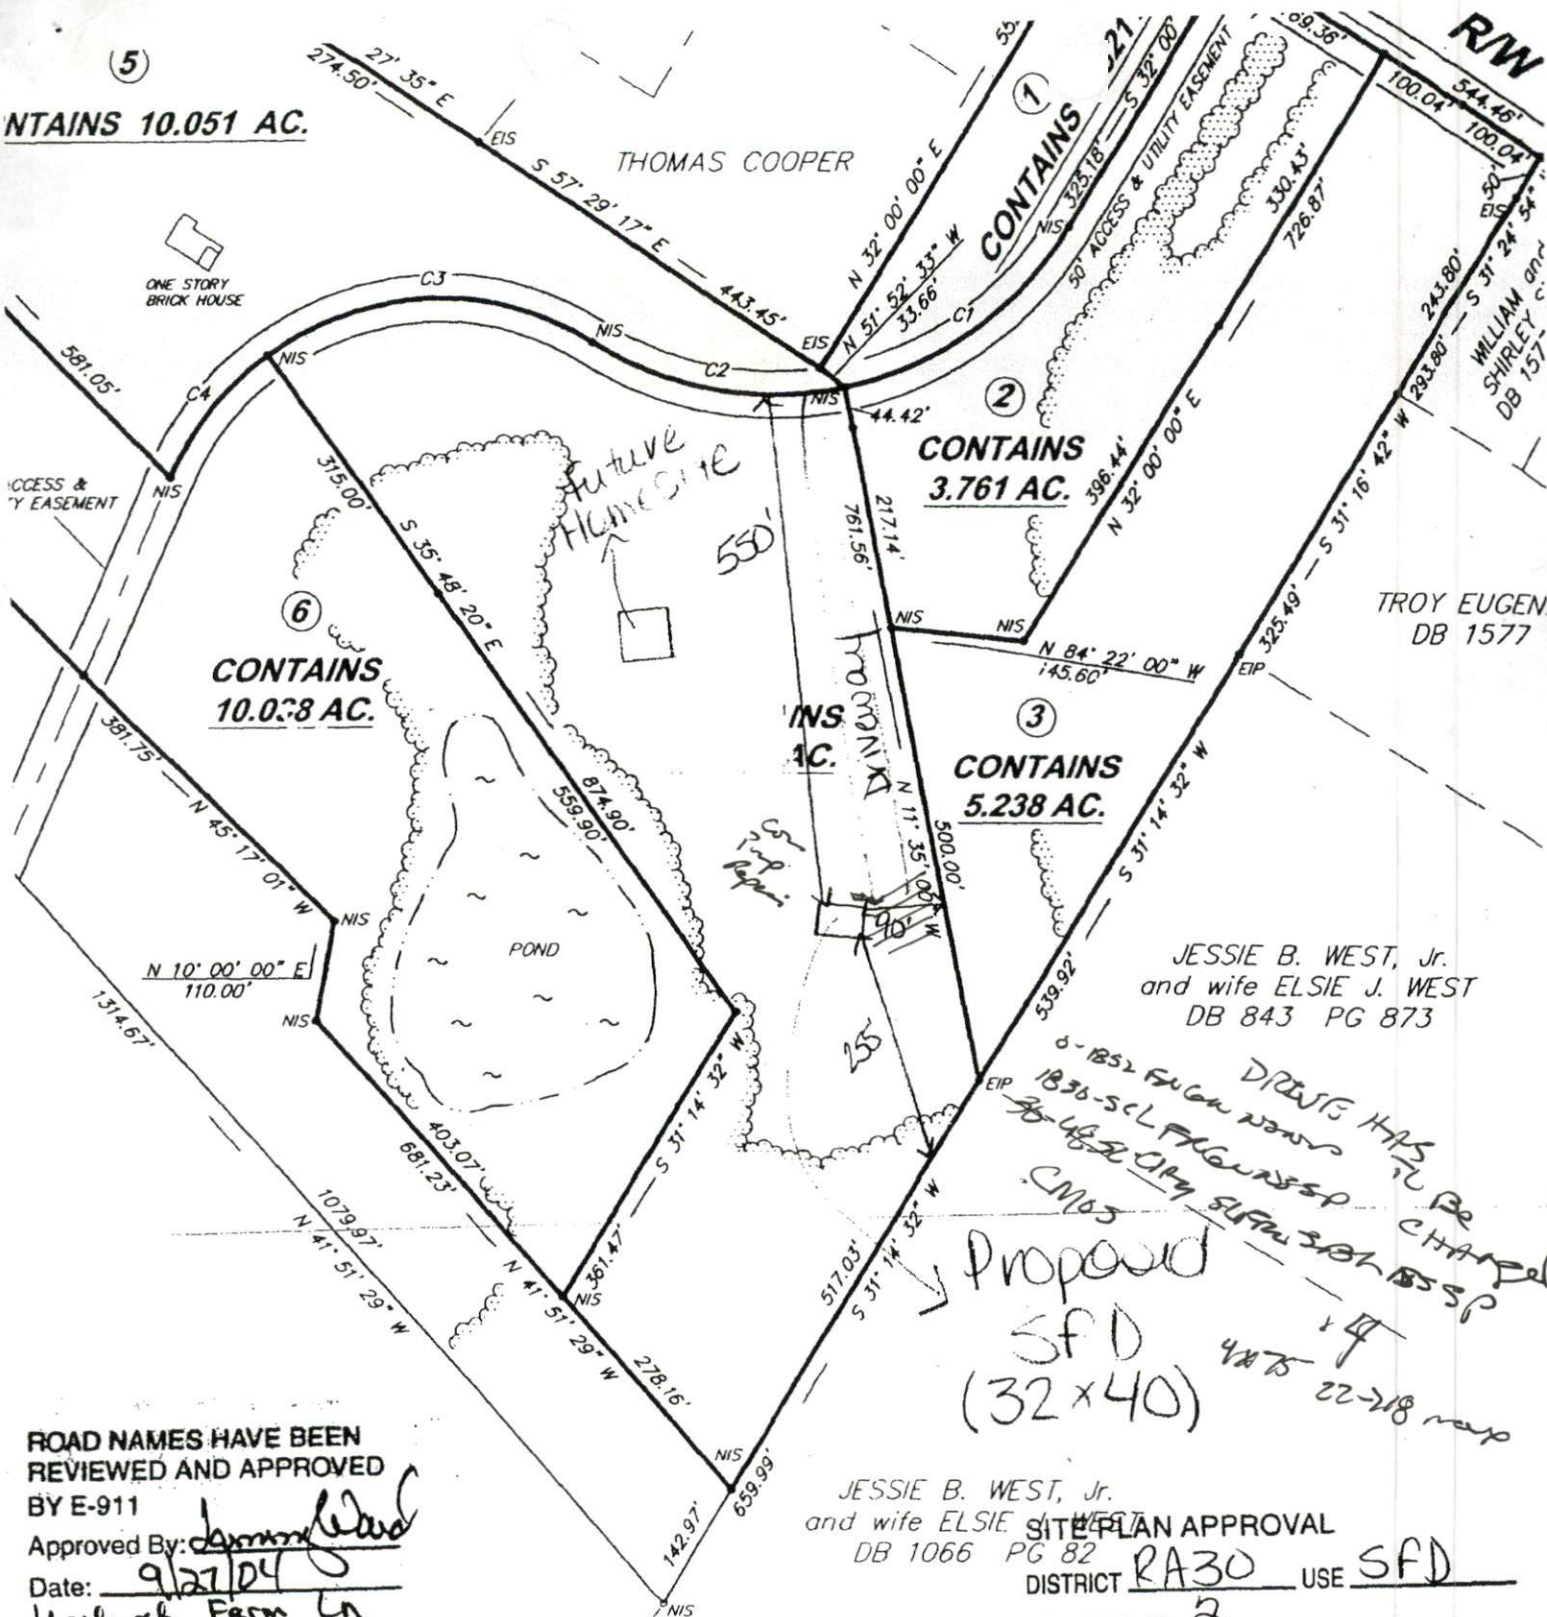 5
NTAINS 10.051 AC.
27' 35" E
274.50'
EIS
S 57° 29' 17" E
443.45'
THOMAS COOPER
ONE STORY
BRICK HOUSE
581.05'
C4
C3
C2
C1
NIS
NIS
NIS
EIS
NIS
NIS
CCESS &
Y EASEMENT
N 32° 00' 00" E
N 51° 52' 33" W
33.66'
1
CONTAINS
325.18'
S 32° 00'
50' ACCESS & UTILITY EASEMENT
69.36'
R/W
100.04'
544.46'
100.04'
50'
EIS
330.43'
726.87'
243.80'
S 31° 24' 54"
293.80'
WILLIAM and
SHIRLEY
DB 157
2
CONTAINS
3.761 AC.
44.42'
217.14'
761.56'
396.44'
N 32° 00' 00" E
S 31° 16' 42" W
325.49'
TROY EUGEN
DB 1577
NIS
NIS
N 84° 22' 00" W
145.60'
EIP
Future
HomeSite
550'
315.00'
S 35° 48' 20" E
6
CONTAINS
10.038 AC.
INS
AC.
Driveway
3
CONTAINS
5.238 AC.
N 11° 35' 00" W
500.00'
S 31° 14' 32" W
539.92'
381.75'
N 45° 17' 01" W
874.90'
559.90'
90'
255'
POND
NIS
N 10° 00' 00" E
110.00'
NIS
1314.67'
JESSIE B. WEST, Jr.
and wife ELSIE J. WEST
DB 843 PG 873
EIP
DRIVE HAS
To Be
CHANGED
S 31° 14' 32" W
361.47'
403.07'
681.23'
1079.97'
N 41° 51' 29" W
N 41° 51' 29" W
NIS
278.16'
517.03'
S 31° 14' 32" W
Proposed
SFD
(32 x 40)
NIS
659.99'
142.97'
NIS
ROAD NAMES HAVE BEEN
REVIEWED AND APPROVED
BY E-911
Approved By:
Date: 9/27/04
Farm Ln
JESSIE B. WEST, Jr.
and wife ELSIE J. WEST
DB 1066 PG 82
SITE PLAN APPROVAL
DISTRICT RA30 USE SFD